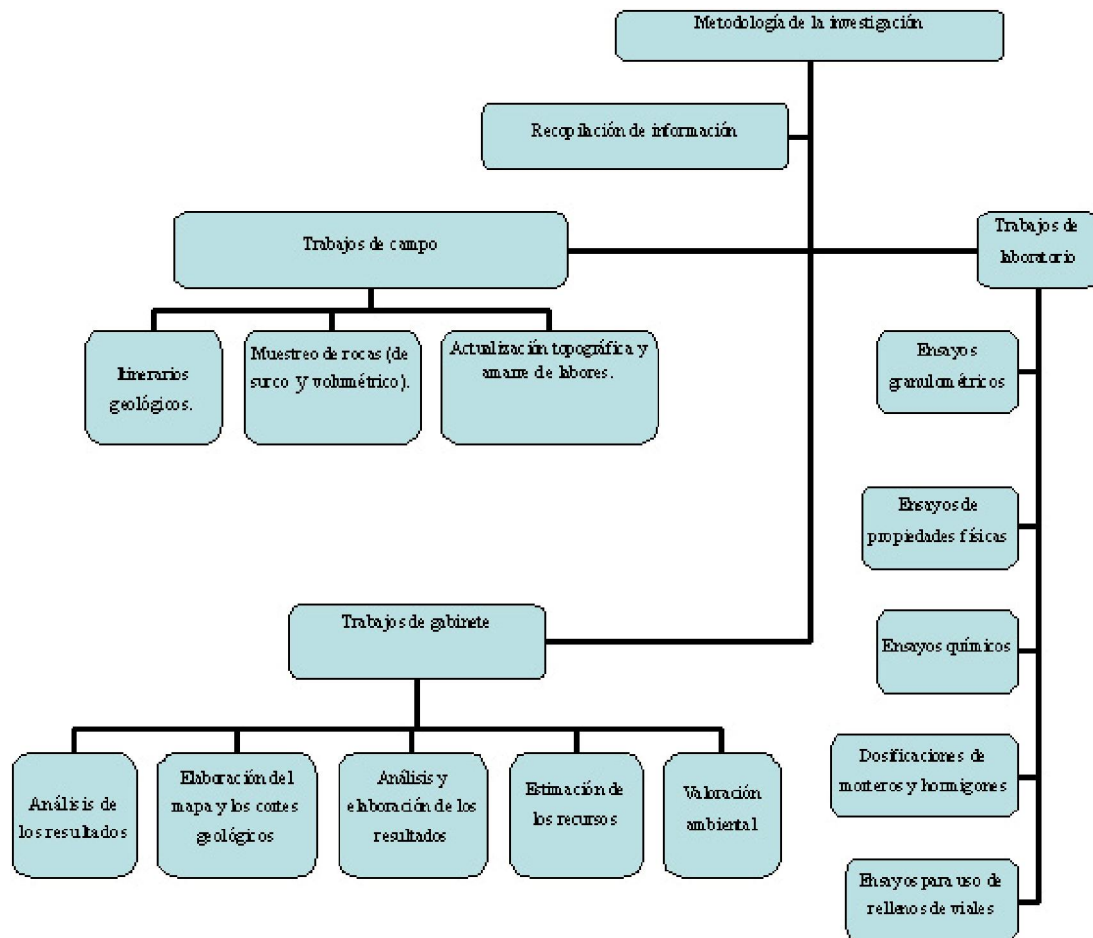 Metodología de la investigación
Recopilación de información
Trabajos de campo
Trabajos de
laboratorio
Itinerarios
geológicos.
Muestreo de rocas (de
surco y volumétrico).
Actualización topográfica y
amarre de labores.
Ensayos
granulométricos
Ensayos de
propiedades físicas
Ensayos químicos
Dosificaciones de
morteros y hormigones
Ensayos para uso de
rellenos de viales
Trabajos de gabinete
Análisis de
los resultados
Elaboración del
mapa y los cortes
geológicos
Análisis y
elaboración de los
resultados
Estimación de
los recursos
Valoración
ambiental